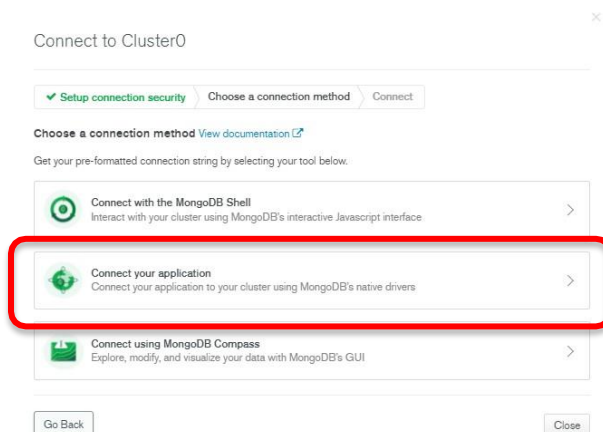 Connect to Cluster0
✔ Setup connection security
Choose a connection method
Connect
Choose a connection method View documentation
Get your pre-formatted connection string by selecting your tool below.
Connect with the MongoDB Shell
Interact with your cluster using MongoDB's interactive Javascript interface
Connect your application
Connect your application to your cluster using MongoDB's native drivers
Connect using MongoDB Compass
Explore, modify, and visualize your data with MongoDB's GUI
Go Back
Close